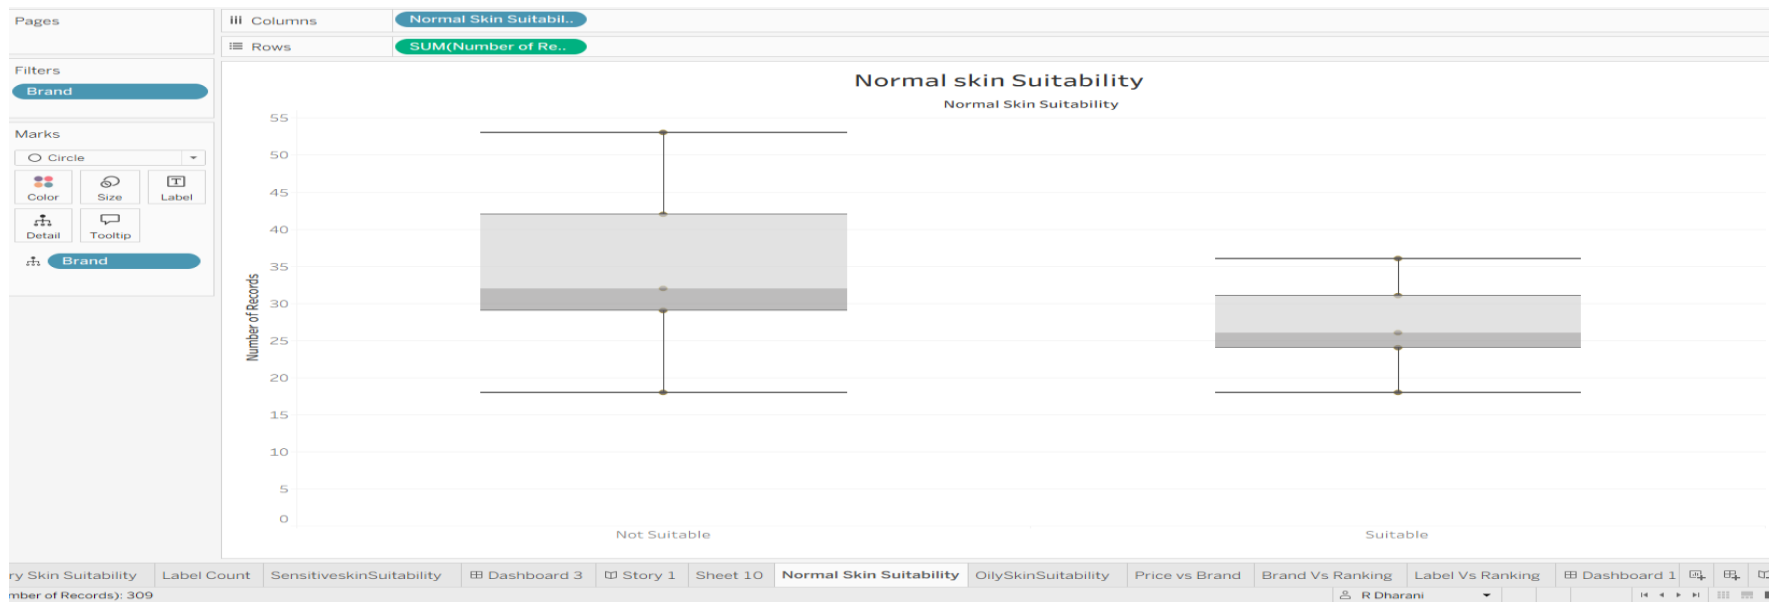 Pages
Columns
Normal Skin Suitabil..
Rows
SUM(Number of Re..
Filters
Brand
Marks
Circle
Color
Size
Label
Detail
Tooltip
Brand
Normal skin Suitability
Normal Skin Suitability
Number of Records
55
50
45
40
35
30
25
20
15
10
5
0
Not Suitable
Suitable
ry Skin Suitability
Label Count
SensitiveskinSuitability
Dashboard 3
Story 1
Sheet 10
Normal Skin Suitability
OilySkinSuitability
Price vs Brand
Brand Vs Ranking
Label Vs Ranking
Dashboard 1
mber of Records): 309
R Dharani